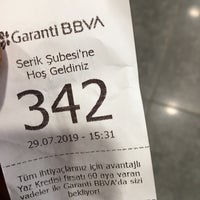 Garanti BBVA
Serik Şubesi'ne
Hoş Geldiniz
342
29.07.2019 - 15:31
Tüm ihtiyaçlarınız için avantajlı
Yaz Kredisi fırsatı 60 aya varan
vadeler ile Garanti BBVA'da sizi
bekliyor!